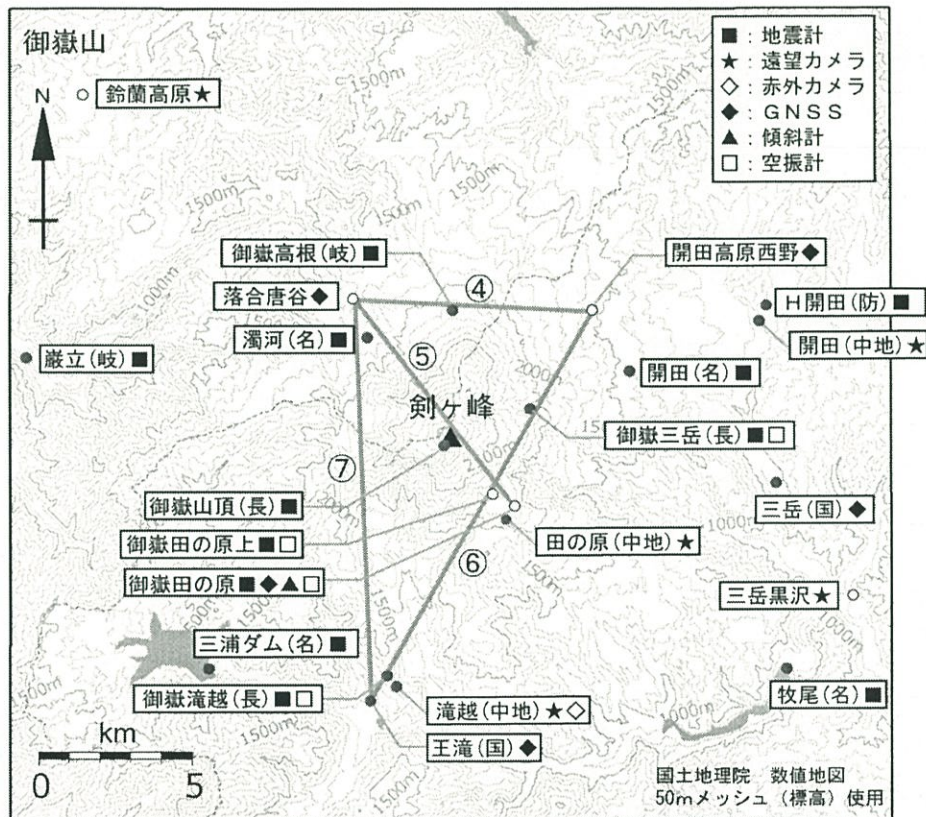 御嶽山
■：地震計
★：遠望カメラ
◇：赤外カメラ
◆：ＧＮＳＳ
▲：傾斜計
□：空振計
N
鈴蘭高原★
1500m
1500m
1500m
1500m
1500m
1000m
御嶽高根(岐)■
開田高原西野◆
落合唐谷◆
④
Ｈ開田(防)■
濁河(名)■
開田(中地)★
巌立(岐)■
⑤
2000m
開田(名)■
剣ヶ峰
御嶽三岳(長)■□
⑦
御嶽山頂(長)■
三岳(国)◆
御嶽田の原上■□
1000m
田の原(中地)★
⑥
御嶽田の原■◆▲□
1500m
三岳黒沢★
1500m
1000m
三浦ダム(名)■
御嶽滝越(長)■□
滝越(中地)★◇
牧尾(名)■
1500m
王滝(国)◆
km
0 5
国土地理院　数値地図
50mメッシュ（標高）使用